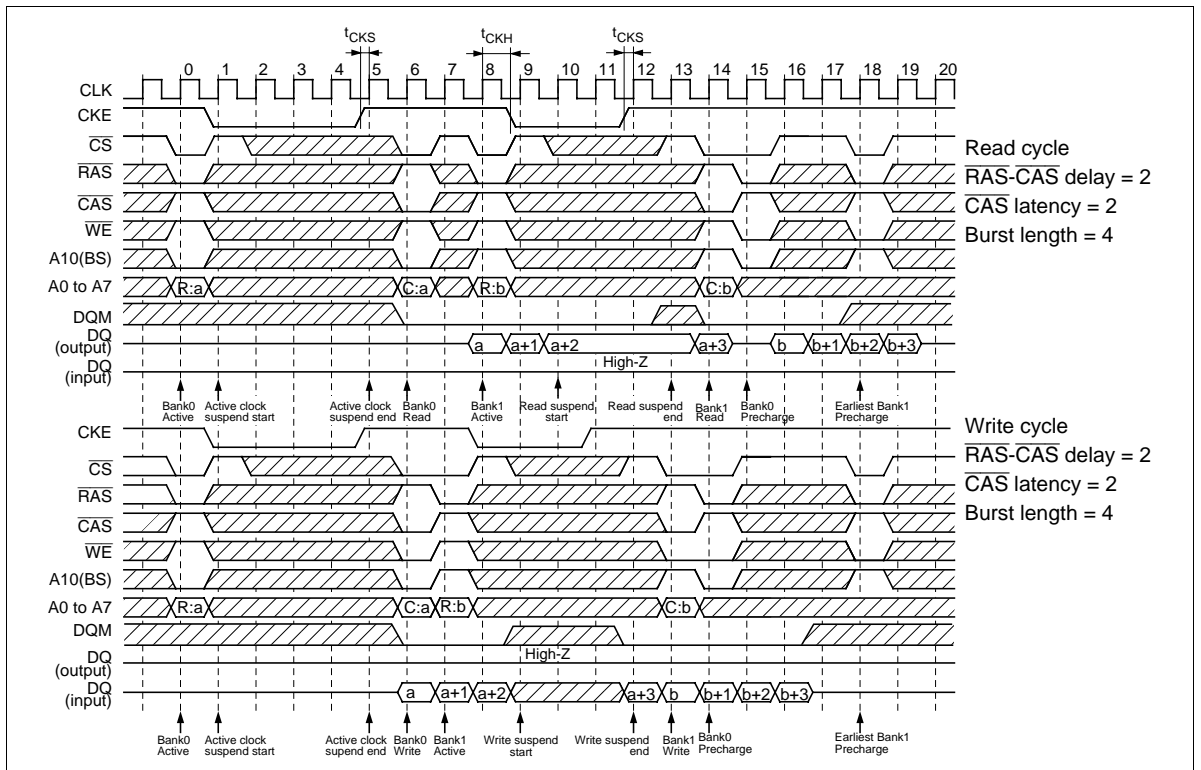 tCKS tCKH tCKS
0 1 2 3 4 5 6 7 8 9 10 11 12 13 14 15 16 17 18 19 20
CLK
CKE
CS
RAS
CAS
WE
A10(BS)
A0 to A7 R:a C:a R:b C:b
DQM
DQ (output) a a+1 a+2 a+3 b b+1 b+2 b+3
High-Z
DQ (input)
Read cycle
RAS-CAS delay = 2
CAS latency = 2
Burst length = 4
Bank0 Active
Active clock suspend start
Active clock suspend end
Bank0 Read
Bank1 Active
Read suspend start
Read suspend end
Bank1 Read
Bank0 Precharge
Earliest Bank1 Precharge
CKE
CS
RAS
CAS
WE
A10(BS)
A0 to A7 R:a C:a R:b C:b
DQM
High-Z
DQ (output)
DQ (input) a a+1 a+2 a+3 b b+1 b+2 b+3
Write cycle
RAS-CAS delay = 2
CAS latency = 2
Burst length = 4
Bank0 Active
Active clock suspend start
Active clock supend end
Bank0 Write
Bank1 Active
Write suspend start
Write suspend end
Bank1 Write
Bank0 Precharge
Earliest Bank1 Precharge